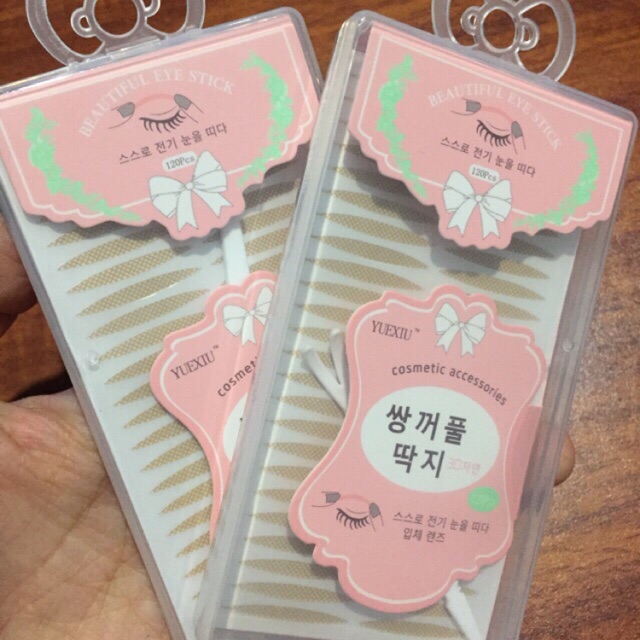 BEAUTIFUL EYE STICK
스스로 전기 눈을 띠다
120Pcs
YUEXIU™
cosmetic
BEAUTIFUL EYE STICK
스스로 전기 눈을 띠다
120Pcs
YUEXIU™
cosmetic accessories
쌍꺼풀
딱지
스스로 전기 눈을 띠다
입체 렌즈